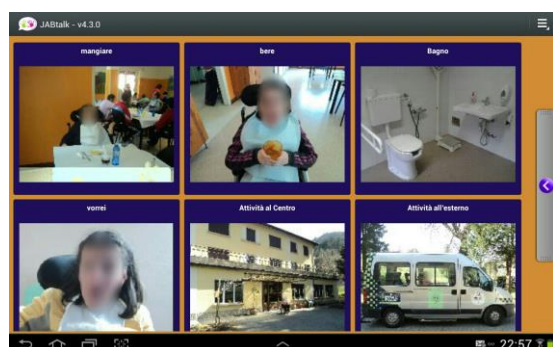 JABtalk - v4.3.0
mangiare
bere
Bagno
vorrei
Attività al Centro
Attività all'esterno
22:57